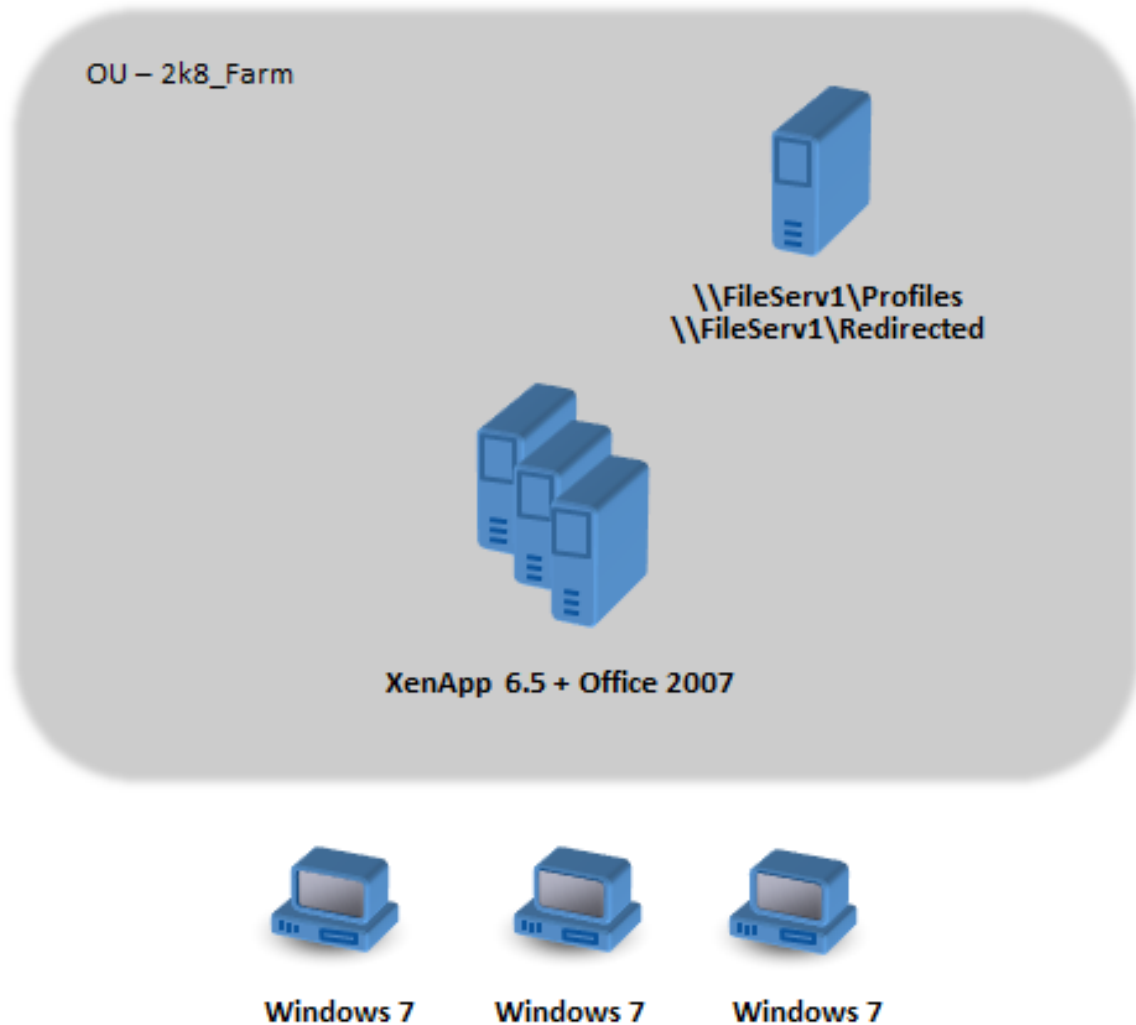 OU – 2k8_Farm
\\FileServ1\Profiles
\\FileServ1\Redirected
XenApp 6.5 + Office 2007
Windows 7
Windows 7
Windows 7